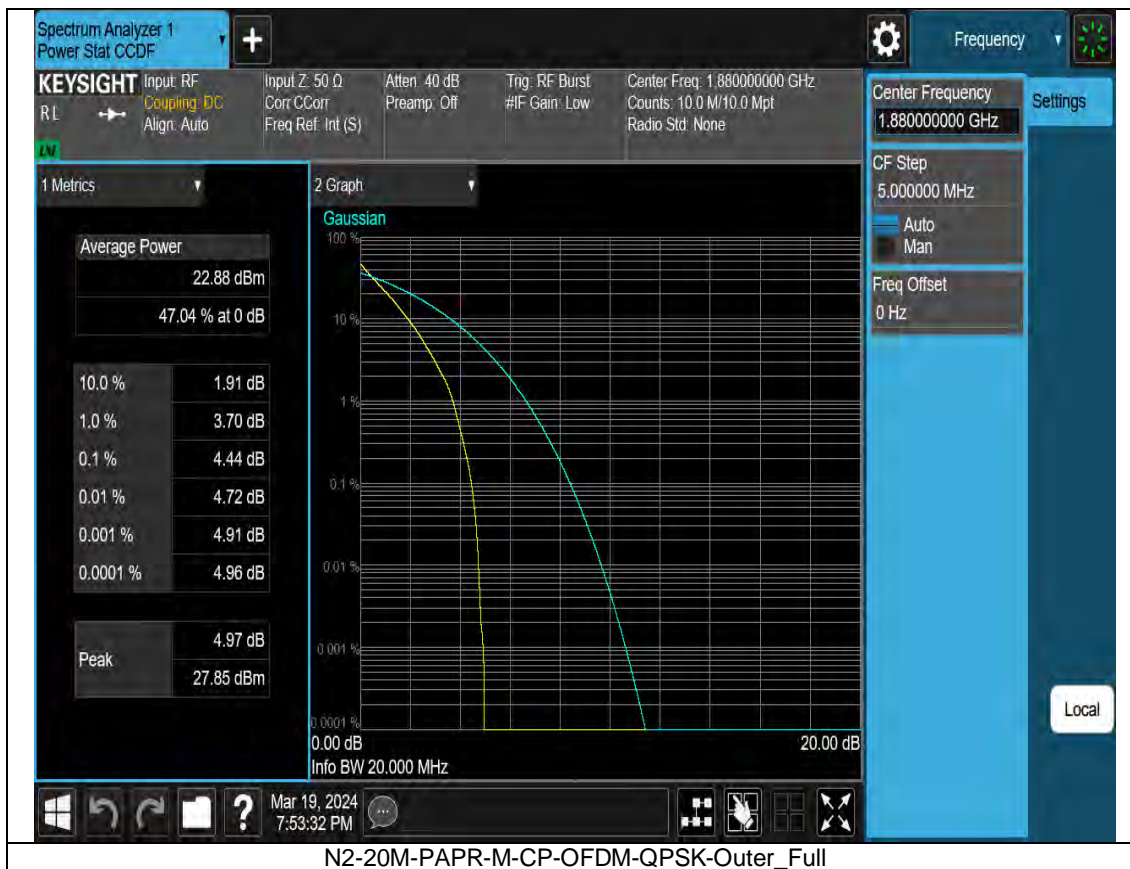 Spectrum Analyzer 1
Power Stat CCDF
Frequency
KEYSIGHT
RL
LXI
Input: RF
Coupling: DC
Align: Auto
Input Z: 50 Ω
Corr CCorr
Freq Ref: Int (S)
Atten: 40 dB
Preamp: Off
Trig: RF Burst
#IF Gain: Low
Center Freq: 1.880000000 GHz
Counts: 10.0 M/10.0 Mpt
Radio Std: None
Center Frequency
1.880000000 GHz
Settings
CF Step
5.000000 MHz
Auto
Man
Freq Offset
0 Hz
Local
1 Metrics
Average Power
22.88 dBm
47.04 % at 0 dB
10.0 % 1.91 dB
1.0 % 3.70 dB
0.1 % 4.44 dB
0.01 % 4.72 dB
0.001 % 4.91 dB
0.0001 % 4.96 dB
Peak
4.97 dB
27.85 dBm
2 Graph
Gaussian
100 %
10 %
1 %
0.1 %
0.01 %
0.001 %
0.0001 %
0.00 dB 20.00 dB
Info BW 20.000 MHz
Mar 19, 2024
7:53:32 PM
N2-20M-PAPR-M-CP-OFDM-QPSK-Outer_Full